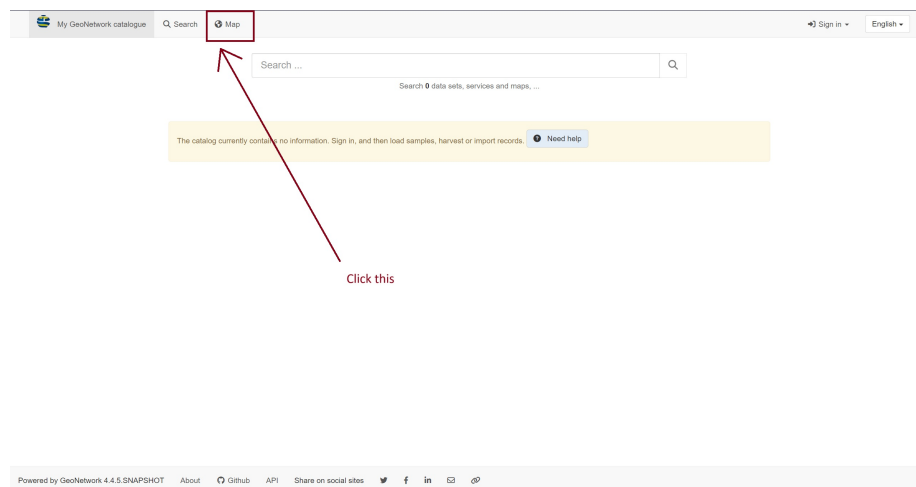 My GeoNetwork catalogue Search Map Sign in English
Search ...
Search 0 data sets, services and maps, ...
The catalog currently contains no information. Sign in, and then load samples, harvest or import records. Need help
Click this
Powered by GeoNetwork 4.4.5.SNAPSHOT About Github API Share on social sites